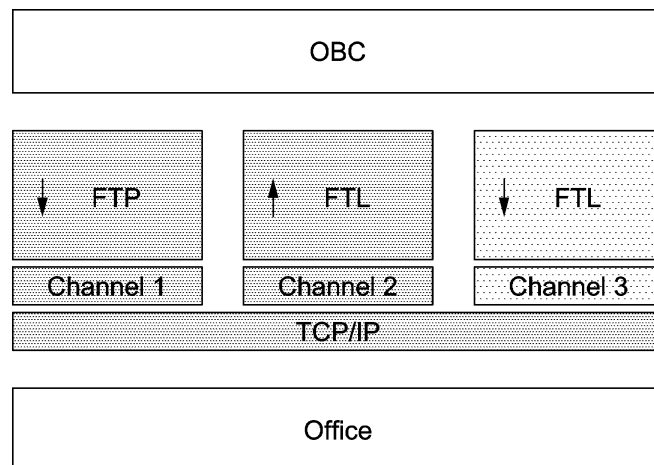 OBC
FTP
FTL
FTL
Channel 1
Channel 2
Channel 3
TCP/IP
Office